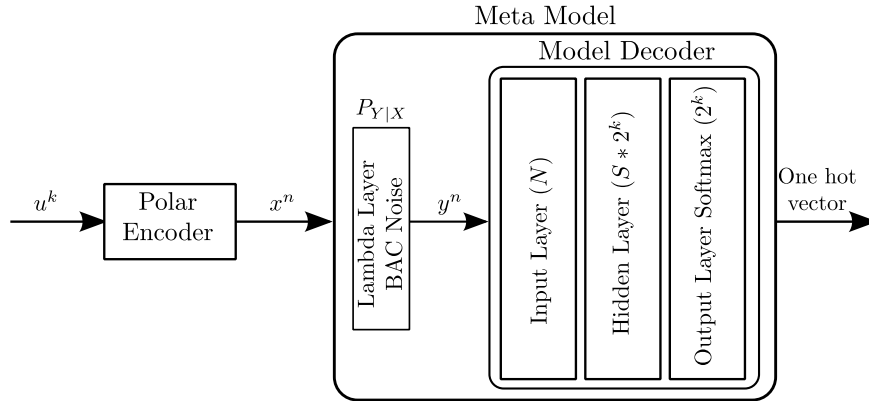 Meta Model
Model Decoder
P_{Y|X}
u^k
Polar
Encoder
x^n
Lambda Layer
BAC Noise
y^n
Input Layer (N)
Hidden Layer (S ∗ 2^k)
Output Layer Softmax (2^k)
One hot
vector